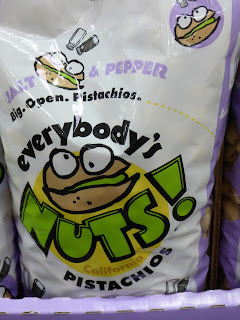 SALT & PEPPER
Big. Open. Pistachios.
everybody's
NUTS!
California
PISTACHIOS